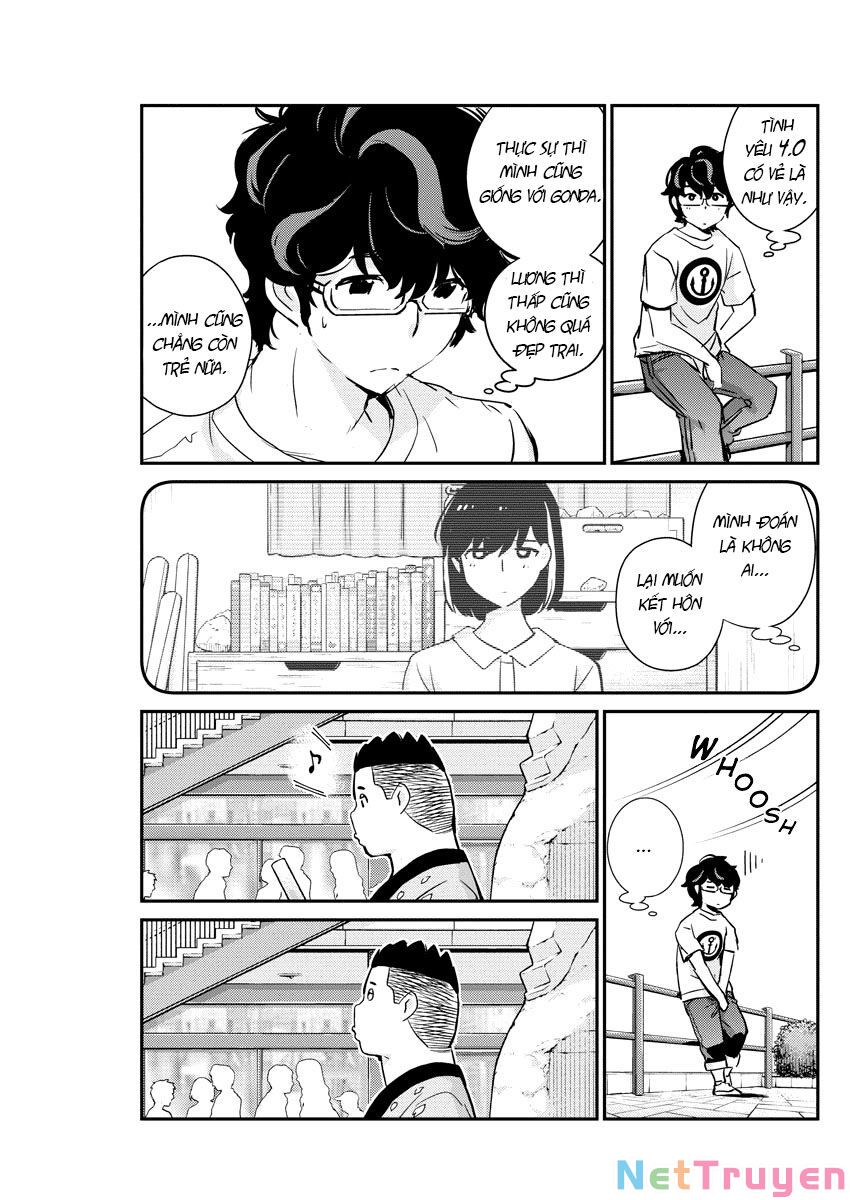 TÌNH
YÊU 4.0
CÓ VẺ LÀ
NHƯ VẬY.
THỰC SỰ THÌ
MÌNH CŨNG
GIỐNG VỚI GONDA.
LƯƠNG THÌ
THẤP CŨNG
KHÔNG QUÁ
ĐẸP TRAI.
...MÌNH CŨNG
CHẲNG CÒN
TRẺ NỮA.
MÌNH ĐOÁN
LÀ KHÔNG
AI...
LẠI MUỐN
KẾT HÔN
VỚI...
WHOOSH
...
♪
NetTruyen